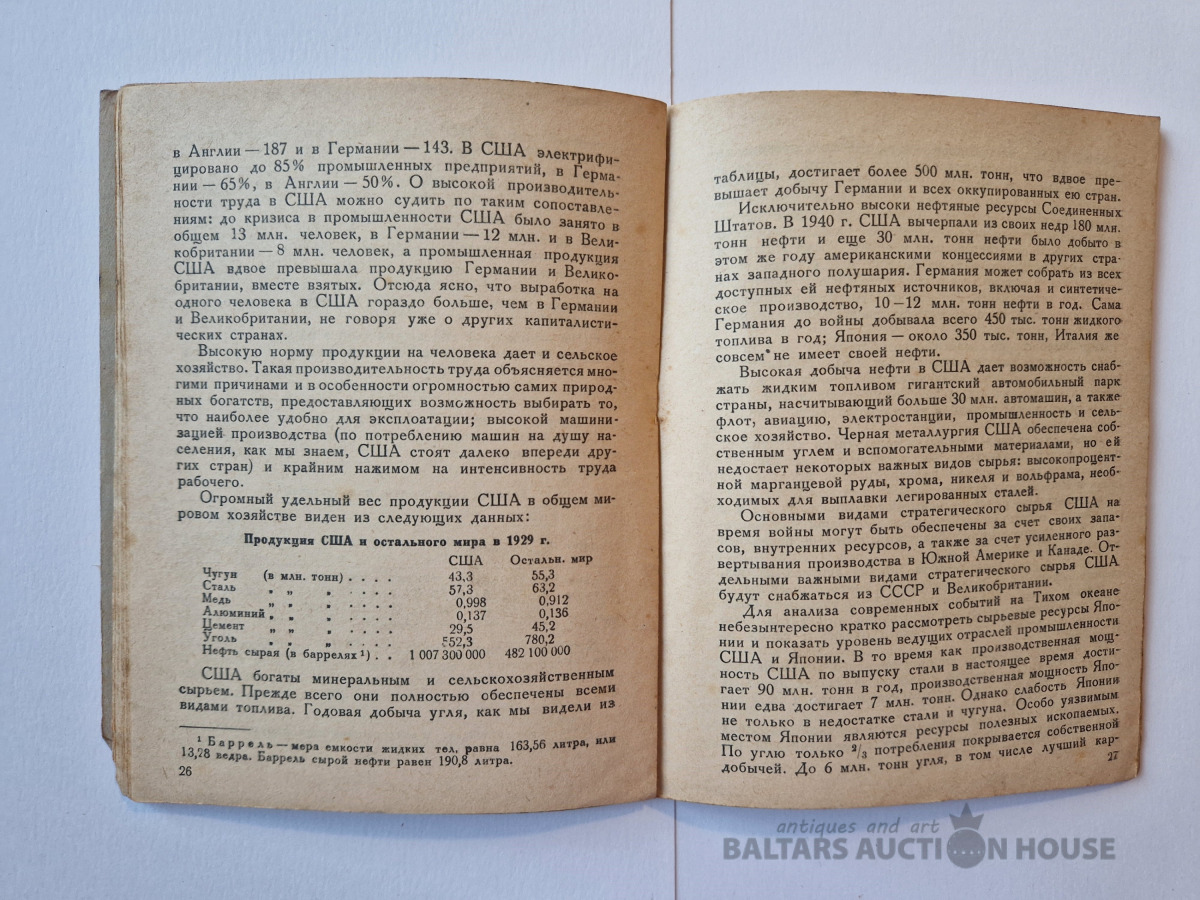 в Англии — 187 и в Германии — 143. В США электрифи-
цировано до 85% промышленных предприятий, в Герма-
нии — 65%, в Англии — 50%. О высокой производитель-
ности труда в США можно судить по таким сопоставле-
ниям: до кризиса в промышленности США было занято в
общем 13 млн. человек, в Германии — 12 млн. и в Вели-
кобритании — 8 млн. человек, а промышленная продукция
США вдвое превышала продукцию Германии и Велико-
британии, вместе взятых. Отсюда ясно, что выработка на
одного человека в США гораздо больше, чем в Германии
и Великобритании, не говоря уже о других капиталисти-
ческих странах.
Высокую норму продукции на человека дает и сельское
хозяйство. Такая производительность труда объясняется мно-
гими причинами и в особенности огромностью самих природ-
ных богатств, предоставляющих возможность выбирать то,
что наиболее удобно для эксплоатации; высокой машини-
зацией производства (по потреблению машин на душу на-
селения, как мы знаем, США стоят далеко впереди дру-
гих стран) и крайним нажимом на интенсивность труда
рабочего.
Огромный удельный вес продукции США в общем ми-
ровом хозяйстве виден из следующих данных:
Продукция США и остального мира в 1929 г.
США Остальн. мир
Чугун (в млн. тонн) . . . . 43,3 55,3
Сталь „ „ „ . . . . 57,3 63,2
Медь „ „ „ . . . . 0,998 0,912
Алюминий „ „ „ . . . . 0,137 0,136
Цемент „ „ „ . . . . 29,5 45,2
Уголь „ „ „ . . . . 552,3 780,2
Нефть сырая (в баррелях ¹) . . 1 007 300 000 482 100 000
США богаты минеральным и сельскохозяйственным
сырьем. Прежде всего они полностью обеспечены всеми
видами топлива. Годовая добыча угля, как мы видели из
¹ Баррель — мера емкости жидких тел, равна 163,56 литра, или
13,28 ведра. Баррель сырой нефти равен 190,8 литра.
26
таблицы, достигает более 500 млн. тонн, что вдвое пре-
вышает добычу Германии и всех оккупированных ею стран.
Исключительно высоки нефтяные ресурсы Соединенных
Штатов. В 1940 г. США вычерпали из своих недр 180 млн.
тонн нефти и еще 30 млн. тонн нефти было добыто в
этом же году американскими концессиями в других стра-
нах западного полушария. Германия может собрать из всех
доступных ей нефтяных источников, включая и синтетиче-
ское производство, 10—12 млн. тонн нефти в год. Сама
Германия до войны добывала всего 450 тыс. тонн жидкого
топлива в год; Япония — около 350 тыс. тонн, Италия же
совсем не имеет своей нефти.
Высокая добыча нефти в США дает возможность снаб-
жать жидким топливом гигантский автомобильный парк
страны, насчитывающий больше 30 млн. автомашин, а также
флот, авиацию, электростанции, промышленность и сель-
ское хозяйство. Черная металлургия США обеспечена соб-
ственным углем и вспомогательными материалами, но ей
недостает некоторых важных видов сырья: высокопроцент-
ной марганцевой руды, хрома, никеля и вольфрама, необ-
ходимых для выплавки легированных сталей.
Основными видами стратегического сырья США на
время войны могут быть обеспечены за счет своих запа-
сов, внутренних ресурсов, а также за счет усиленного раз-
вертывания производства в Южной Америке и Канаде. От-
дельными важными видами стратегического сырья США
будут снабжаться из СССР и Великобритании.
Для анализа современных событий на Тихом океане
небезынтересно кратко рассмотреть сырьевые ресурсы Япо-
нии и показать уровень ведущих отраслей промышленности
США и Японии. В то время как производственная мощ-
ность США по выпуску стали в настоящее время дости-
гает 90 млн. тонн в год, производственная мощность Япо-
нии едва достигает 7 млн. тонн. Однако слабость Японии
не только в недостатке стали и чугуна. Особо уязвимым
местом Японии являются ресурсы полезных ископаемых.
По углю только ²/₃ потребления покрывается собственной
добычей. До 6 млн. тонн угля, в том числе лучший кар-
27
antiques and art
BALTARS AUCTION HOUSE